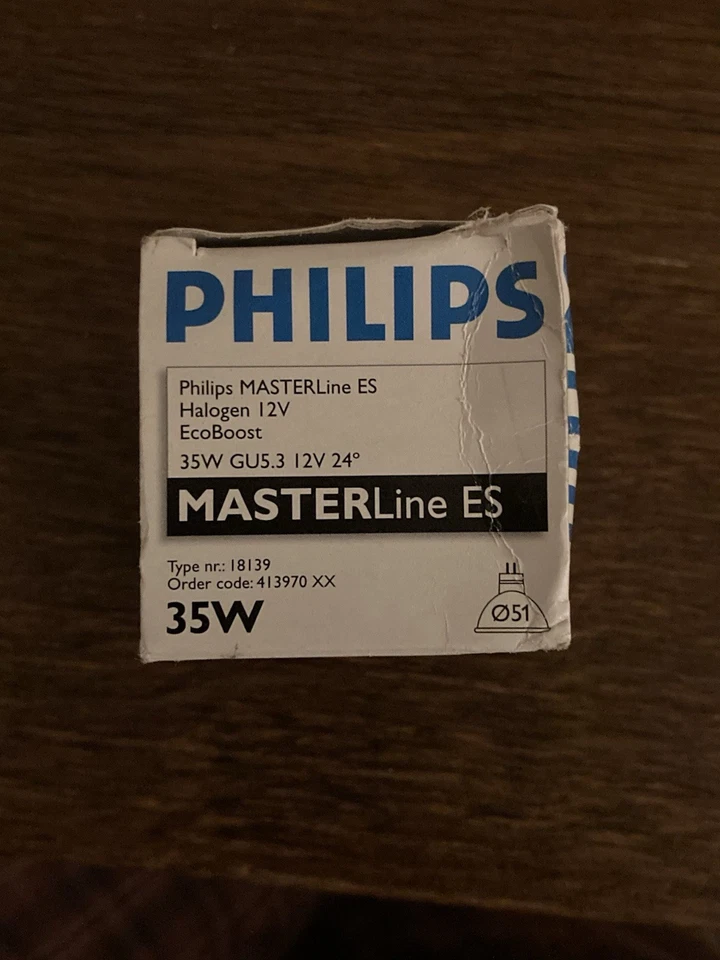 PHILIPS
Philips MASTERLine ES
Halogen 12V
EcoBoost
35W GU5.3 12V 24º
MASTERLine ES
Type nr.: 18139
Order code: 413970 XX
35W
Ø51